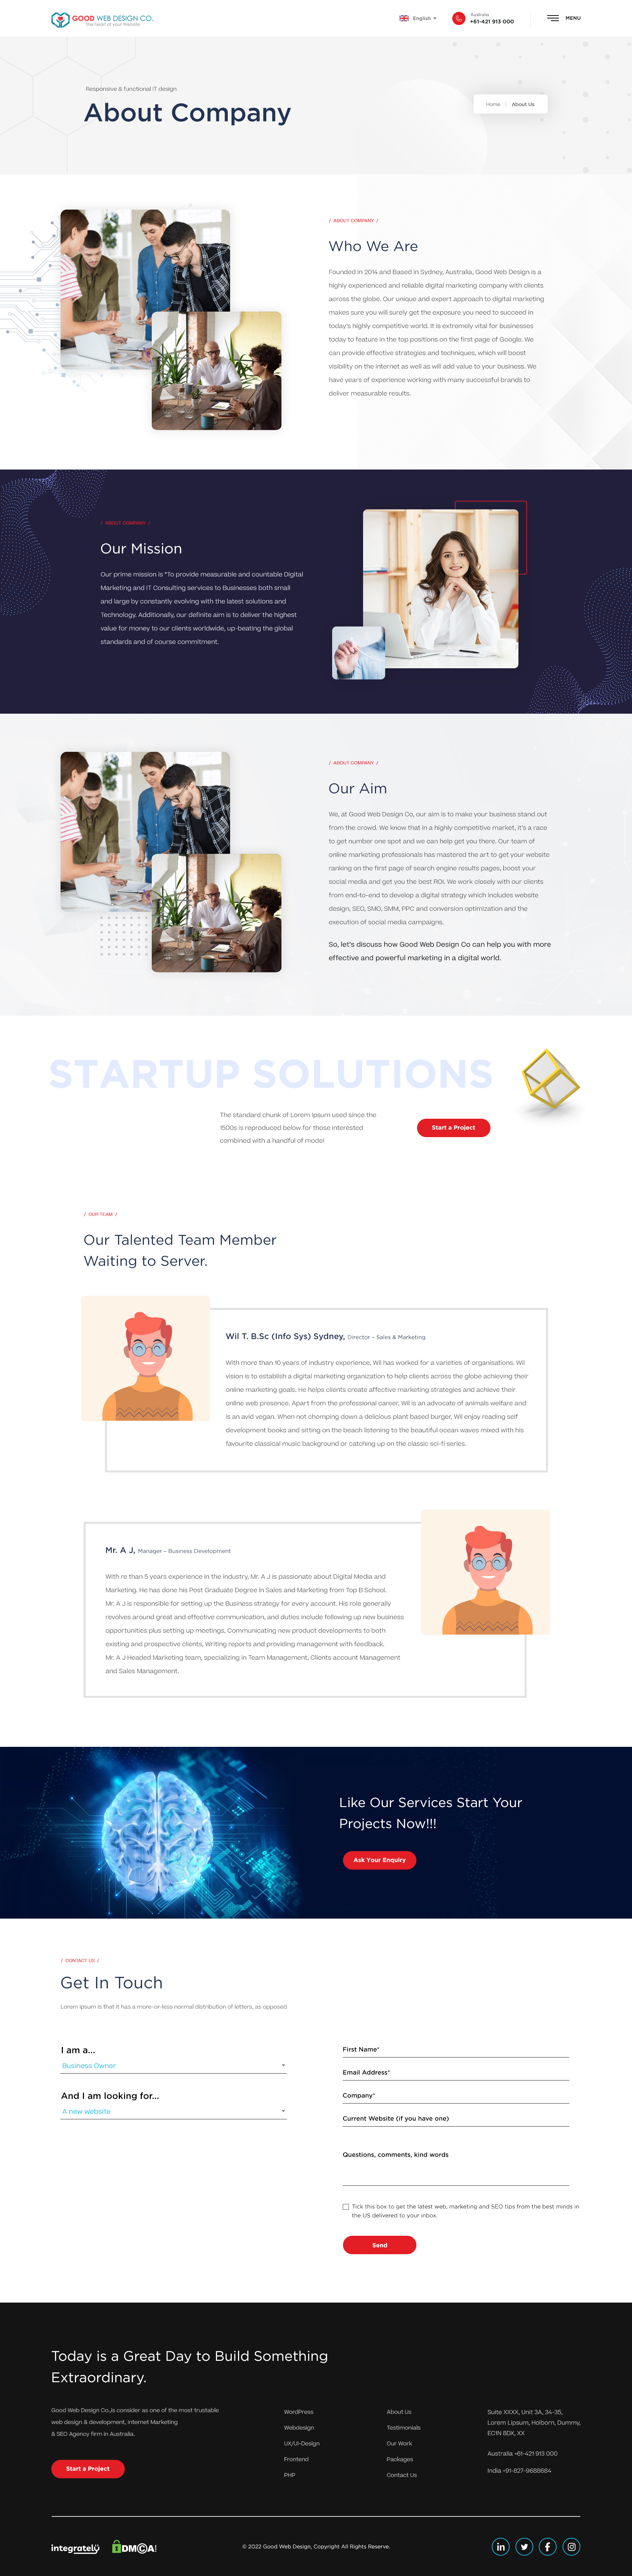 GOOD WEB DESIGN CO.
The heart of your Website
English
Australia
+61-421 913 000
MENU
Responsive & functional IT design
About Company
Home | About Us
/ ABOUT COMPANY /
Who We Are
Founded in 2014 and Based in Sydney, Australia, Good Web Design is a
highly experienced and reliable digital marketing company with clients
across the globe. Our unique and expert approach to digital marketing
makes sure you will surely get the exposure you need to succeed in
today's highly competitive world. It is extremely vital for businesses
today to feature in the top positions on the first page of Google. We
can provide effective strategies and techniques, which will boost
visibility on the internet as well as will add value to your business. We
have years of experience working with many successful brands to
deliver measurable results.
/ ABOUT COMPANY /
Our Mission
Our prime mission is "To provide measurable and countable Digital
Marketing and IT Consulting services to Businesses both small
and large by constantly evolving with the latest solutions and
Technology. Additionally, our definite aim is to deliver the highest
value for money to our clients worldwide, up-beating the global
standards and of course commitment.
/ ABOUT COMPANY /
Our Aim
We, at Good Web Design Co, our aim is to make your business stand out
from the crowd. We know that in a highly competitive market, it's a race
to get number one spot and we can help get you there. Our team of
online marketing professionals has mastered the art to get your website
ranking on the first page of search engine results pages, boost your
social media and get you the best ROI. We work closely with our clients
from end-to-end to develop a digital strategy which includes website
design, SEO, SMO, SMM, PPC and conversion optimization and the
execution of social media campaigns.
So, let's discuss how Good Web Design Co can help you with more
effective and powerful marketing in a digital world.
STARTUP SOLUTIONS
The standard chunk of Lorem Ipsum used since the
1500s is reproduced below for those interested
combined with a handful of model
Start a Project
/ OUR TEAM /
Our Talented Team Member
Waiting to Server.
Wil T. B.Sc (Info Sys) Sydney, Director – Sales & Marketing
With more than 10 years of industry experience, Wil has worked for a varieties of organisations. Wil
vision is to establish a digital marketing organization to help clients across the globe achieving their
online marketing goals. He helps clients create affective marketing strategies and achieve their
online web presence. Apart from the professional career, Wil is an advocate of animals welfare and
is an avid vegan. When not chomping down a delicious plant based burger, Wil enjoy reading self
development books and sitting on the beach listening to the beautiful ocean waves mixed with his
favourite classical music background or catching up on the classic sci-fi series.
Mr. A J, Manager – Business Development
With re than 5 years experience in the industry, Mr. A J is passionate about Digital Media and
Marketing. He has done his Post Graduate Degree in Sales and Marketing from Top B School.
Mr. A J is responsible for setting up the Business strategy for every account. His role generally
revolves around great and effective communication, and duties include following up new business
opportunities plus setting up meetings, Communicating new product developments to both
existing and prospective clients, Writing reports and providing management with feedback.
Mr. A J Headed Marketing team, specializing in Team Management, Clients account Management
and Sales Management.
Like Our Services Start Your
Projects Now!!!
Ask Your Enquiry
/ CONTACT US /
Get In Touch
Lorem Ipsum is that it has a more-or-less normal distribution of letters, as opposed
I am a...
Business Owner
And I am looking for...
A new website
First Name*
Email Address*
Company*
Current Website (if you have one)
Questions, comments, kind words
Tick this box to get the latest web, marketing and SEO tips from the best minds in
the US delivered to your inbox.
Send
Today is a Great Day to Build Something
Extraordinary.
Good Web Design Co.,Is consider as one of the most trustable
web design & development, Internet Marketing
& SEO Agency firm in Australia.
Start a Project
WordPress
Webdesign
UX/UI-Design
Frontend
PHP
About Us
Testimonials
Our Work
Packages
Contact Us
Suite XXXX, Unit 3A, 34-35,
Lorem Lipsum, Holborn, Dummy,
EC1N 8DX, XX
Australia +61-421 913 000
India +91-827-9688684
integrately
DMCA
© 2022 Good Web Design, Copyright All Rights Reserve.